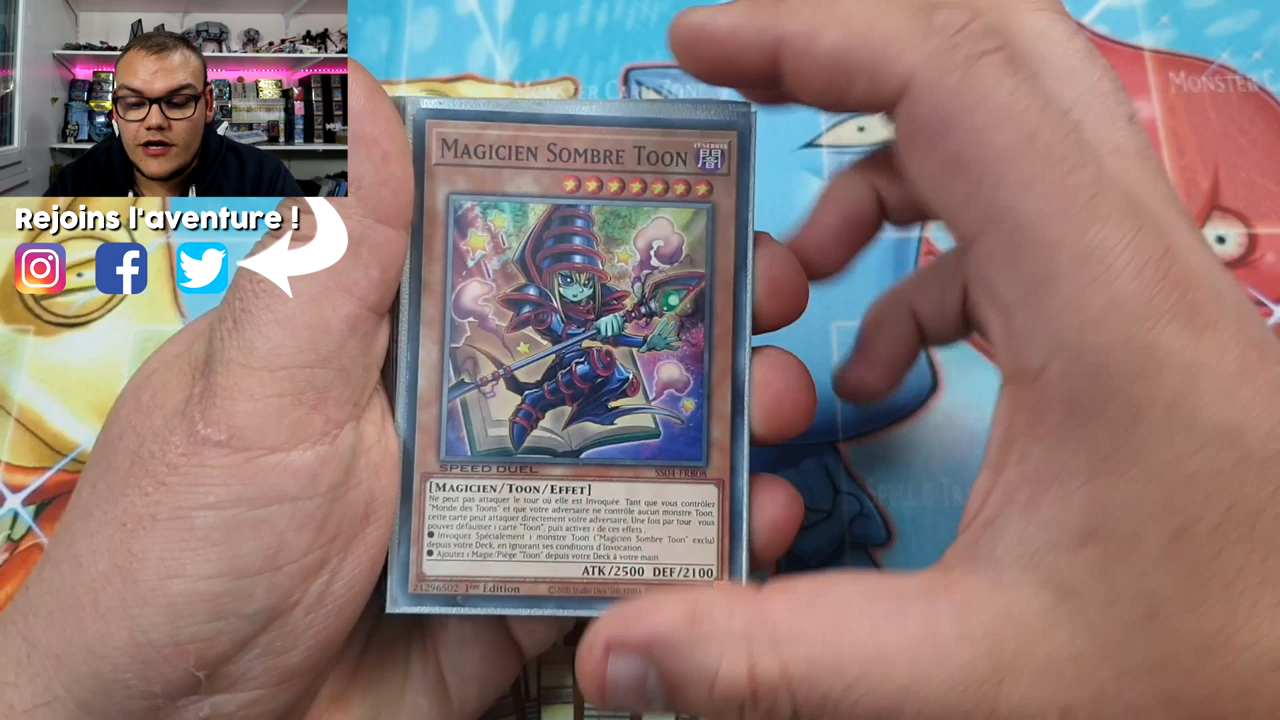 MONSTER CARD ZONE
MONSTER C
MAGICIEN SOMBRE TOON
TÉNÈBRES
闇
Rejoins l'aventure !
SPEED DUEL
SS04-FRB08
[MAGICIEN/TOON/EFFET]
Ne peut pas attaquer le tour où elle est Invoquée. Tant que vous contrôlez
"Monde des Toons" et que votre adversaire ne contrôle aucun monstre Toon,
cette carte peut attaquer directement votre adversaire. Une fois par tour : vous
pouvez défausser 1 carte "Toon", puis activez 1 de ces effets.
● Invoquez Spécialement 1 monstre Toon ("Magicien Sombre Toon" exclu)
depuis votre Deck, en ignorant ses conditions d'Invocation.
● Ajoutez 1 Magie/Piège "Toon" depuis votre Deck à votre main.
ATK/2500 DEF/2100
21296502 1ère Édition